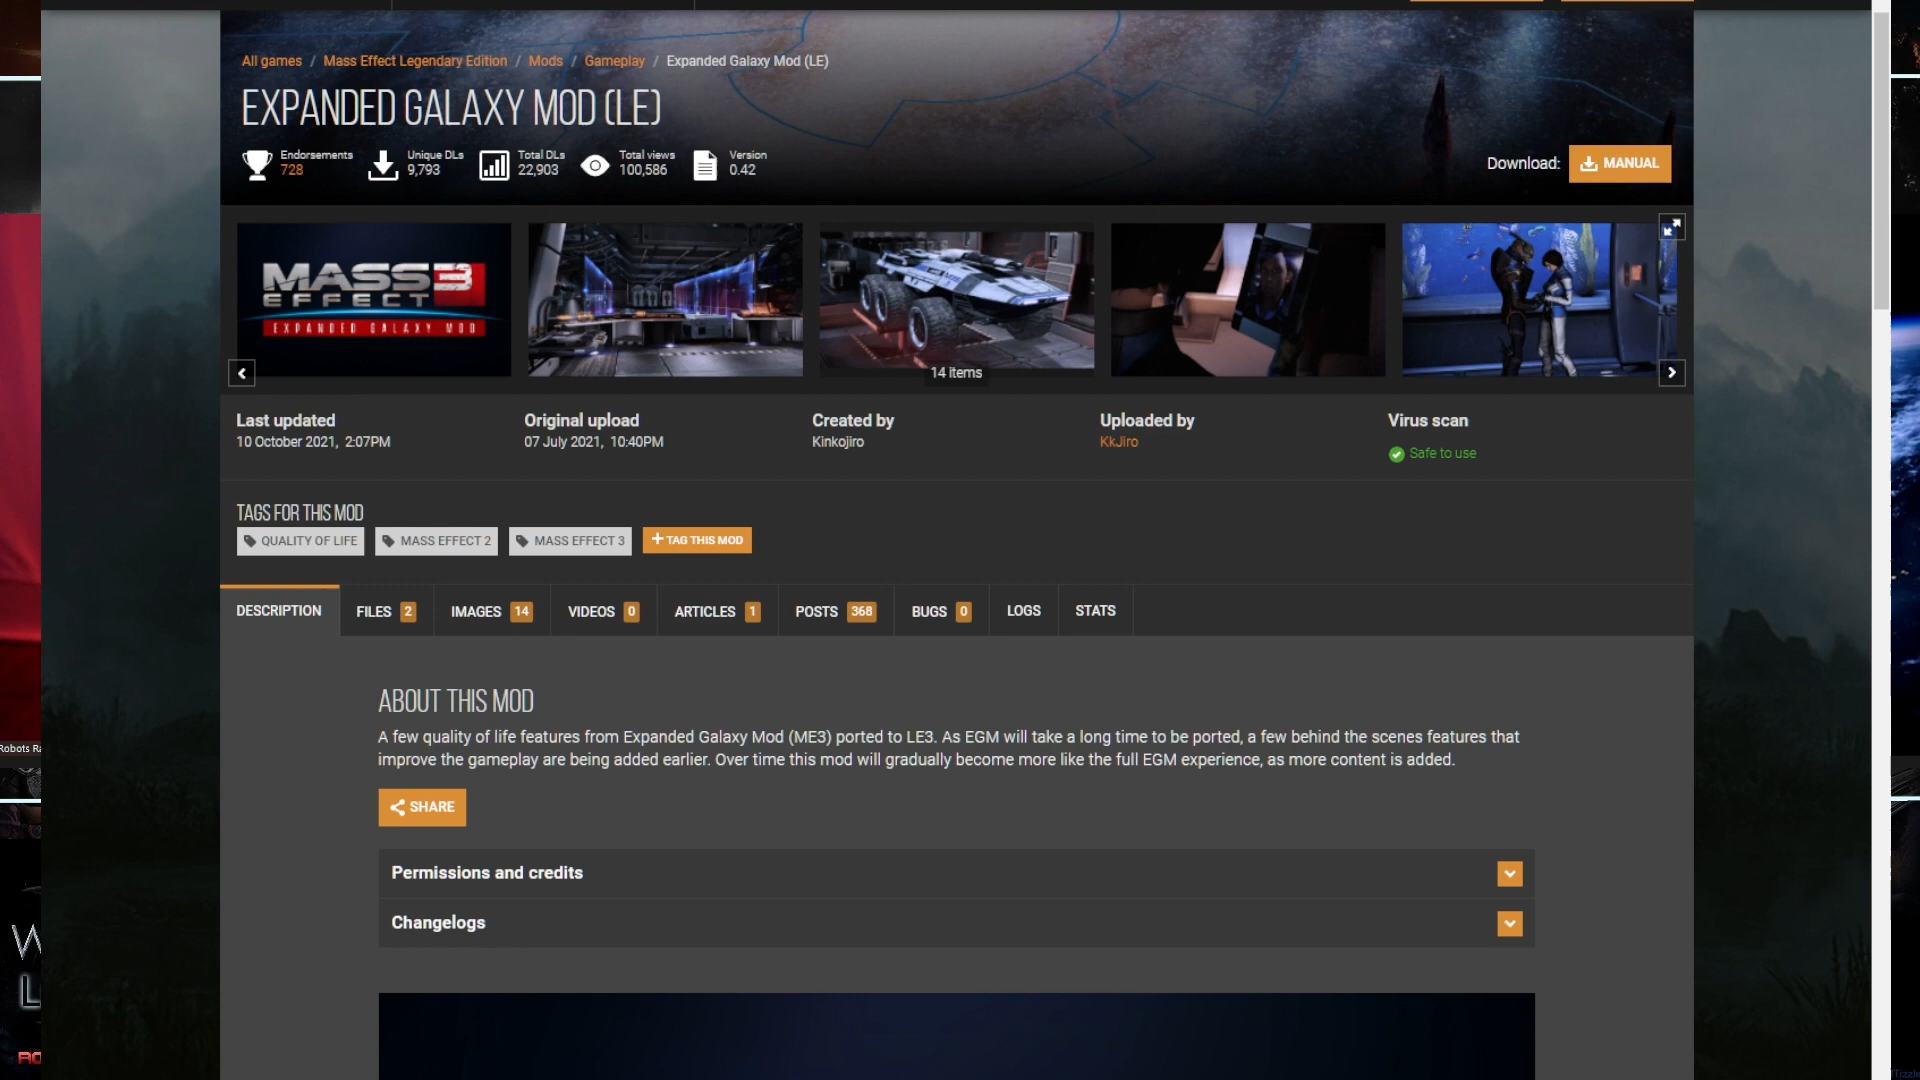 All games / Mass Effect Legendary Edition / Mods / Gameplay / Expanded Galaxy Mod (LE)
EXPANDED GALAXY MOD (LE)
Endorsements
728
Unique DLs
9,793
Total DLs
22,903
Total views
100,586
Version
0.42
Download:
MANUAL
MASS EFFECT 3
EXPANDED GALAXY MOD
14 items
Last updated
10 October 2021, 2:07PM
Original upload
07 July 2021, 10:40PM
Created by
Kinkojiro
Uploaded by
KkJiro
Virus scan
Safe to use
TAGS FOR THIS MOD
QUALITY OF LIFE
MASS EFFECT 2
MASS EFFECT 3
+ TAG THIS MOD
DESCRIPTION
FILES 2
IMAGES 14
VIDEOS 0
ARTICLES 1
POSTS 368
BUGS 0
LOGS
STATS
ABOUT THIS MOD
A few quality of life features from Expanded Galaxy Mod (ME3) ported to LE3. As EGM will take a long time to be ported, a few behind the scenes features that
improve the gameplay are being added earlier. Over time this mod will gradually become more like the full EGM experience, as more content is added.
SHARE
Permissions and credits
Changelogs
Robots